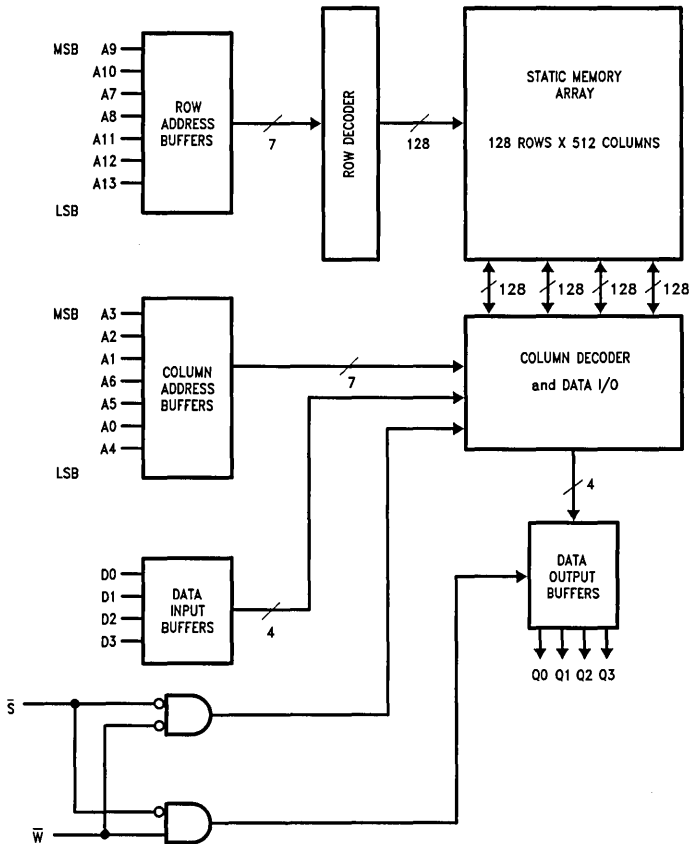 MSB A9
A10
A7
A8
A11
A12
A13
LSB
ROW
ADDRESS
BUFFERS
7
ROW DECODER
128
STATIC MEMORY
ARRAY
128 ROWS X 512 COLUMNS
128 128 128 128
MSB A3
A2
A1
A6
A5
A0
A4
LSB
COLUMN
ADDRESS
BUFFERS
7
COLUMN DECODER
and DATA I/O
4
D0
D1
D2
D3
DATA
INPUT
BUFFERS
4
DATA
OUTPUT
BUFFERS
Q0 Q1 Q2 Q3
S̅
W̅